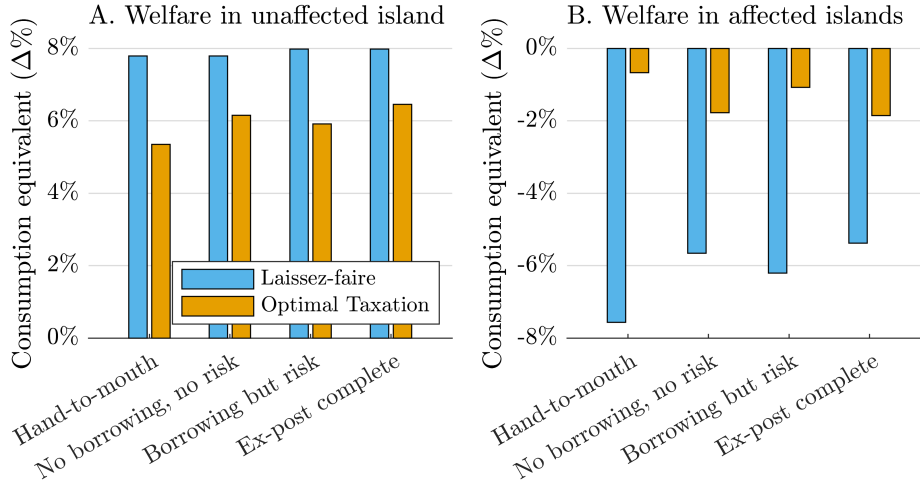 A. Welfare in unaffected island
Consumption equivalent (Δ%)
8%
6%
4%
2%
0%
Laissez-faire
Optimal Taxation
Hand-to-mouth
No borrowing, no risk
Borrowing but risk
Ex-post complete
B. Welfare in affected islands
Consumption equivalent (Δ%)
0%
-2%
-4%
-6%
-8%
Hand-to-mouth
No borrowing, no risk
Borrowing but risk
Ex-post complete